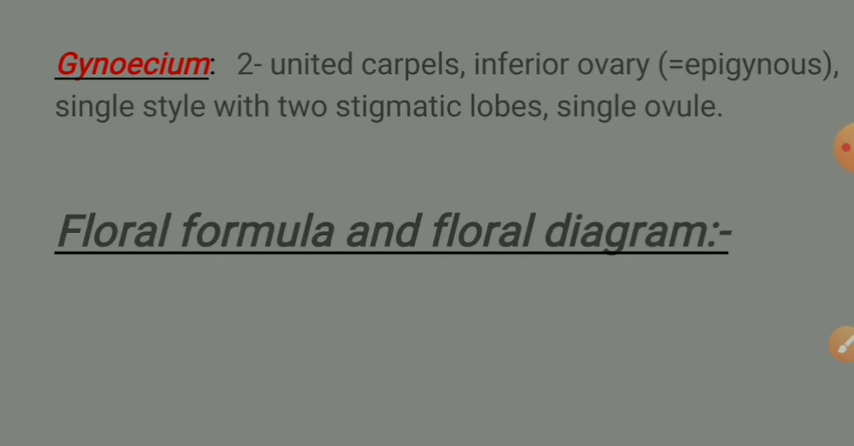 Gynoecium: 2- united carpels, inferior ovary (=epigynous),
single style with two stigmatic lobes, single ovule.
Floral formula and floral diagram:-